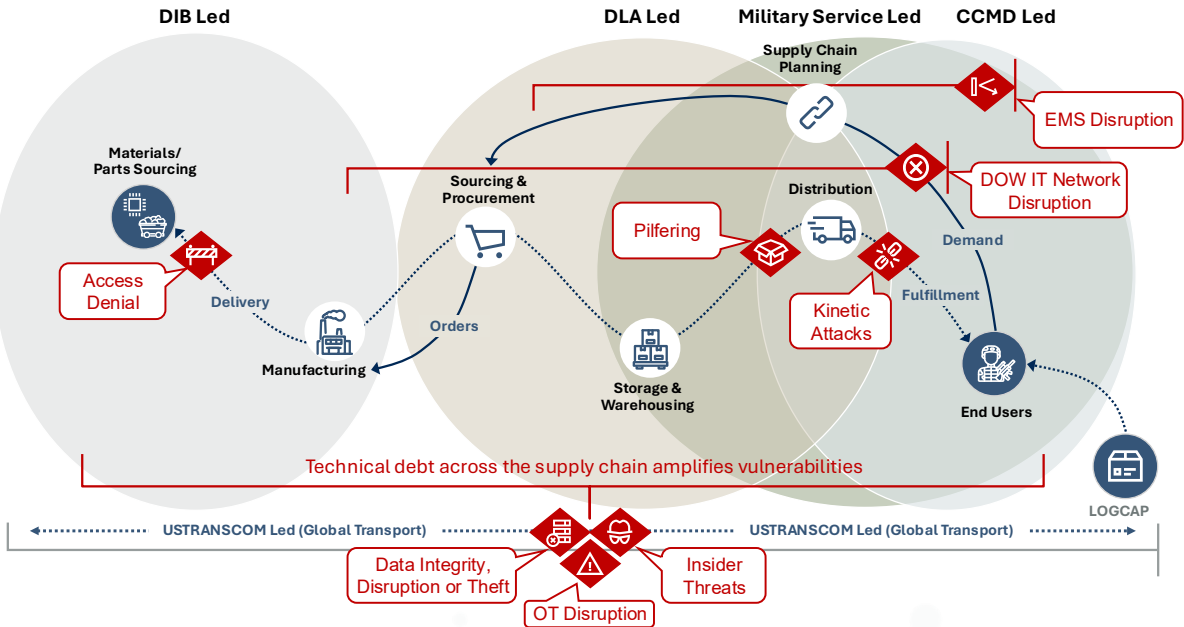 DIB Led
DLA Led
Military Service Led
CCMD Led
Supply Chain
Planning
EMS Disruption
Materials/
Parts Sourcing
Sourcing &
Procurement
Distribution
DOW IT Network
Disruption
Pilfering
Demand
Access
Denial
Delivery
Fulfillment
Kinetic
Attacks
Orders
Manufacturing
Storage &
Warehousing
End Users
Technical debt across the supply chain amplifies vulnerabilities
LOGCAP
USTRANSCOM Led (Global Transport)
USTRANSCOM Led (Global Transport)
Data Integrity,
Disruption or Theft
Insider
Threats
OT Disruption